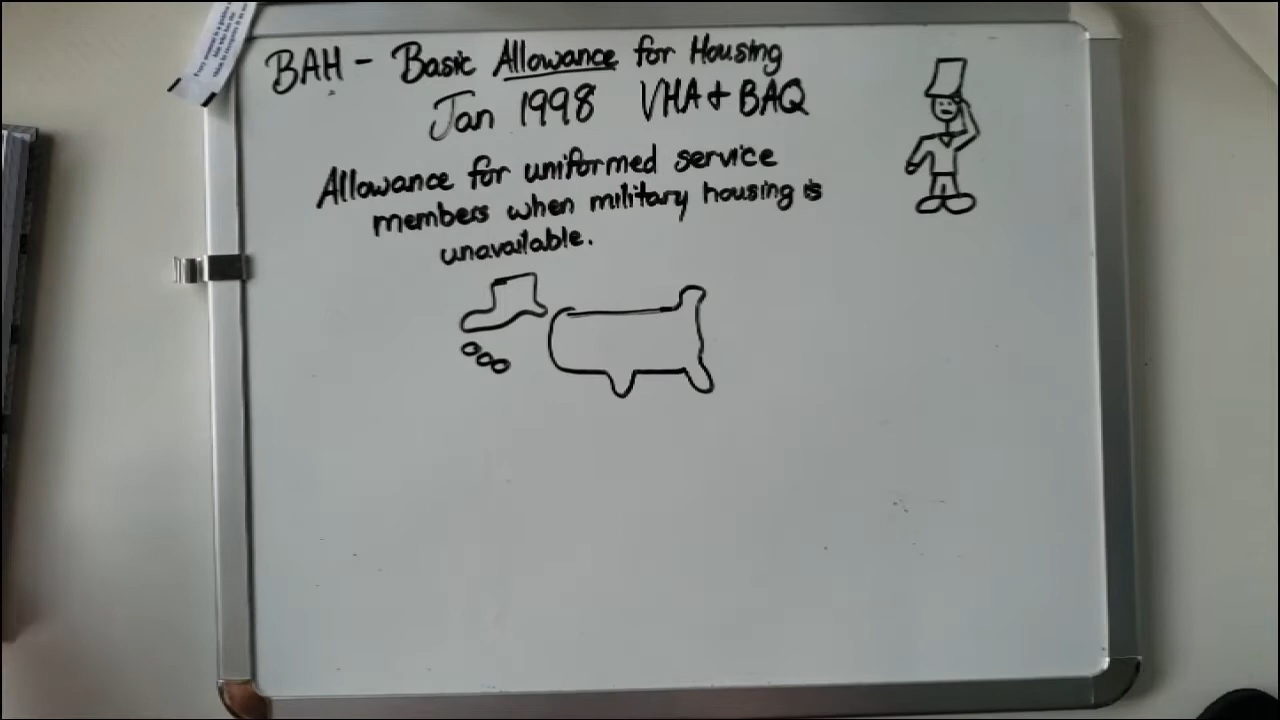 BAH - Basic Allowance for Housing
Jan 1998 VHA + BAQ
Allowance for uniformed service
members when military housing is
unavailable.